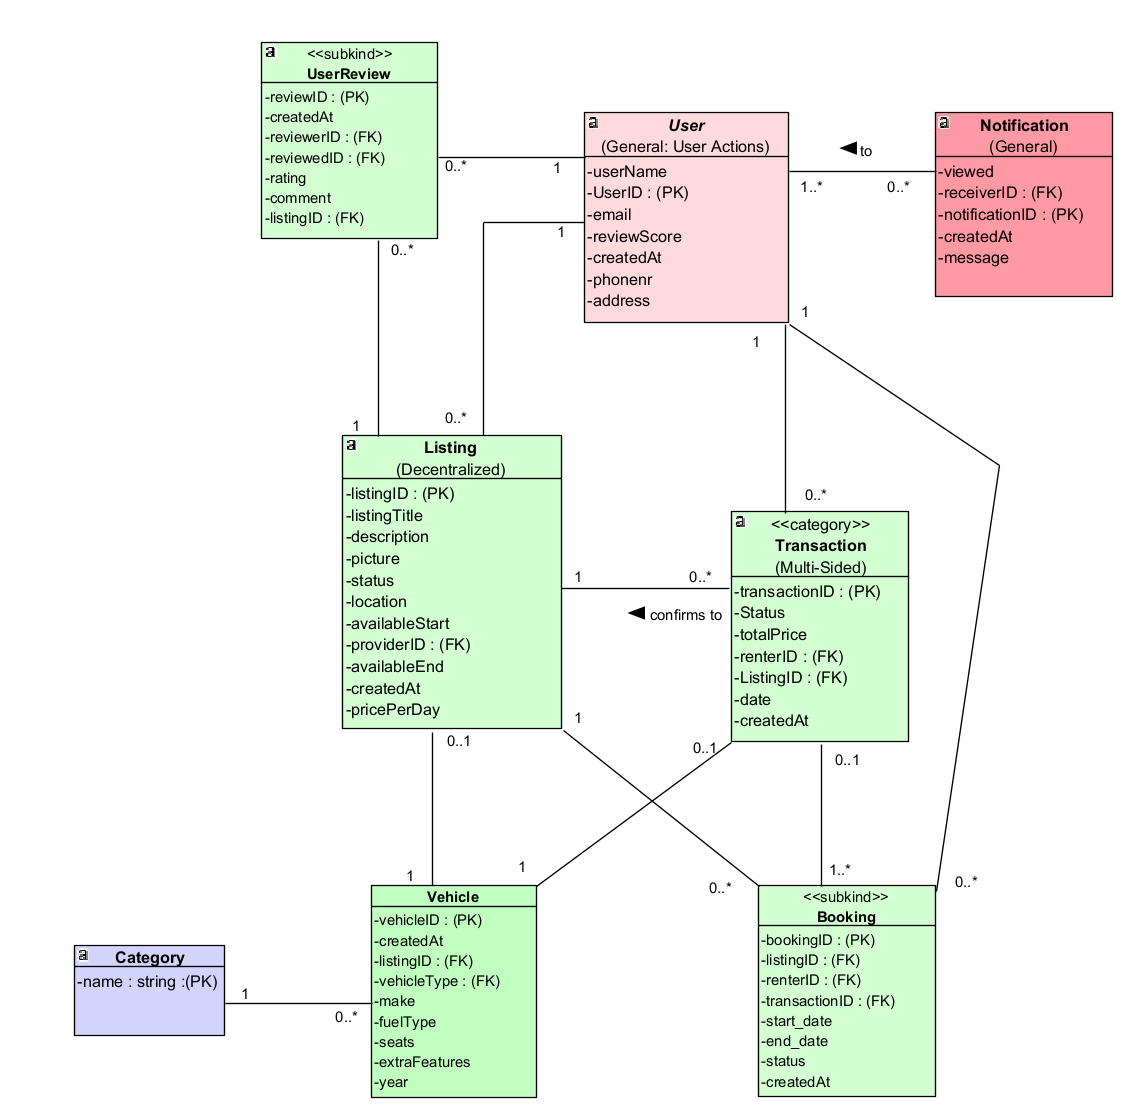 a
<<subkind>>
UserReview
-reviewID : (PK)
-createdAt
-reviewerID : (FK)
-reviewedID : (FK)
-rating
-comment
-listingID : (FK)
a
User
(General: User Actions)
-userName
-UserID : (PK)
-email
-reviewScore
-createdAt
-phonenr
-address
a
Notification
(General)
-viewed
-receiverID : (FK)
-notificationID : (PK)
-createdAt
-message
to
0..*
1
1..*
0..*
1
0..*
1
1
0..*
1
0..*
a
Listing
(Decentralized)
-listingID : (PK)
-listingTitle
-description
-picture
-status
-location
-availableStart
-providerID : (FK)
-availableEnd
-createdAt
-pricePerDay
a
<<category>>
Transaction
(Multi-Sided)
-transactionID : (PK)
-Status
-totalPrice
-renterID : (FK)
-ListingID : (FK)
-date
-createdAt
1
0..*
confirms to
0..1
1
0..1
0..1
1
1
0..*
1..*
0..*
a
Category
-name : string :(PK)
1
0..*
Vehicle
-vehicleID : (PK)
-createdAt
-listingID : (FK)
-vehicleType : (FK)
-make
-fuelType
-seats
-extraFeatures
-year
<<subkind>>
Booking
-bookingID : (PK)
-listingID : (FK)
-renterID : (FK)
-transactionID : (FK)
-start_date
-end_date
-status
-createdAt